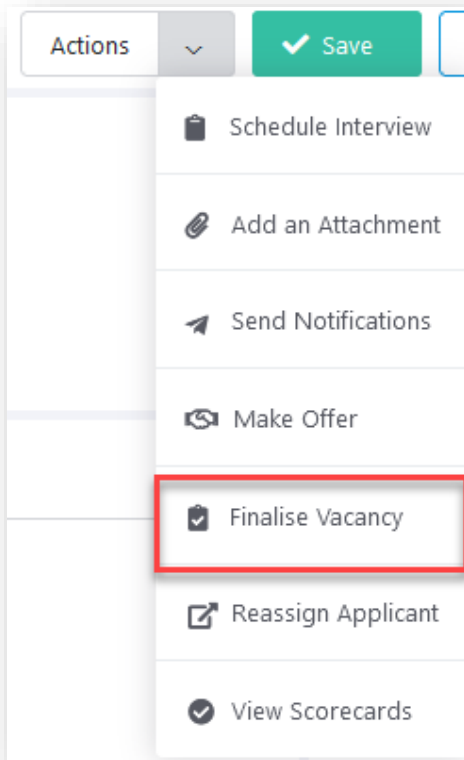 Actions
Save
Schedule Interview
Add an Attachment
Send Notifications
Make Offer
Finalise Vacancy
Reassign Applicant
View Scorecards